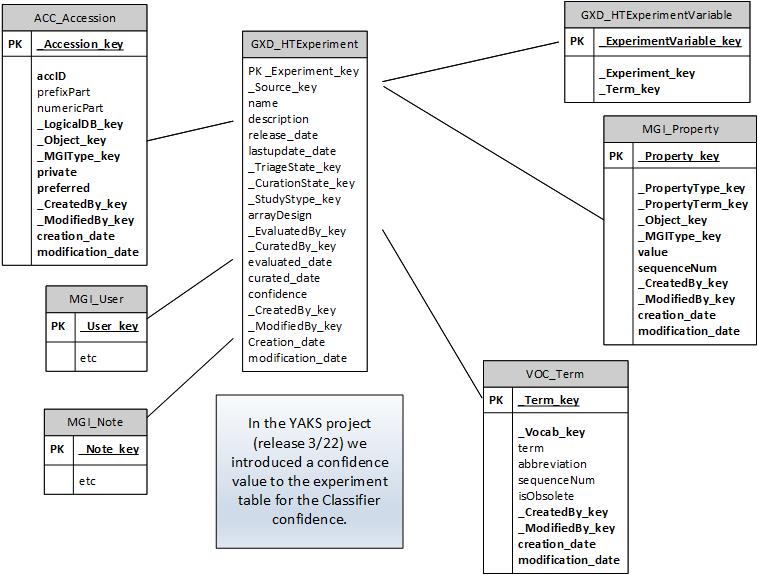 ACC_Accession
PK _Accession_key
accID
prefixPart
numericPart
_LogicalDB_key
_Object_key
_MGIType_key
private
preferred
_CreatedBy_key
_ModifiedBy_key
creation_date
modification_date
MGI_User
PK _User_key
etc
MGI_Note
PK _Note_key
etc
GXD_HTExperiment
PK _Experiment_key
_Source_key
name
description
release_date
lastupdate_date
_TriageState_key
_CurationState_key
_StudyStype_key
arrayDesign
_EvaluatedBy_key
_CuratedBy_key
evaluated_date
curated_date
confidence
_CreatedBy_key
_ModifiedBy_key
Creation_date
modification_date
In the YAKS project
(release 3/22) we
introduced a confidence
value to the experiment
table for the Classifier
confidence.
GXD_HTExperimentVariable
PK _ExperimentVariable_key
_Experiment_key
_Term_key
MGI_Property
PK _Property_key
_PropertyType_key
_PropertyTerm_key
_Object_key
_MGIType_key
value
sequenceNum
_CreatedBy_key
_ModifiedBy_key
creation_date
modification_date
VOC_Term
PK _Term_key
_Vocab_key
term
abbreviation
sequenceNum
isObsolete
_CreatedBy_key
_ModifiedBy_key
creation_date
modification_date